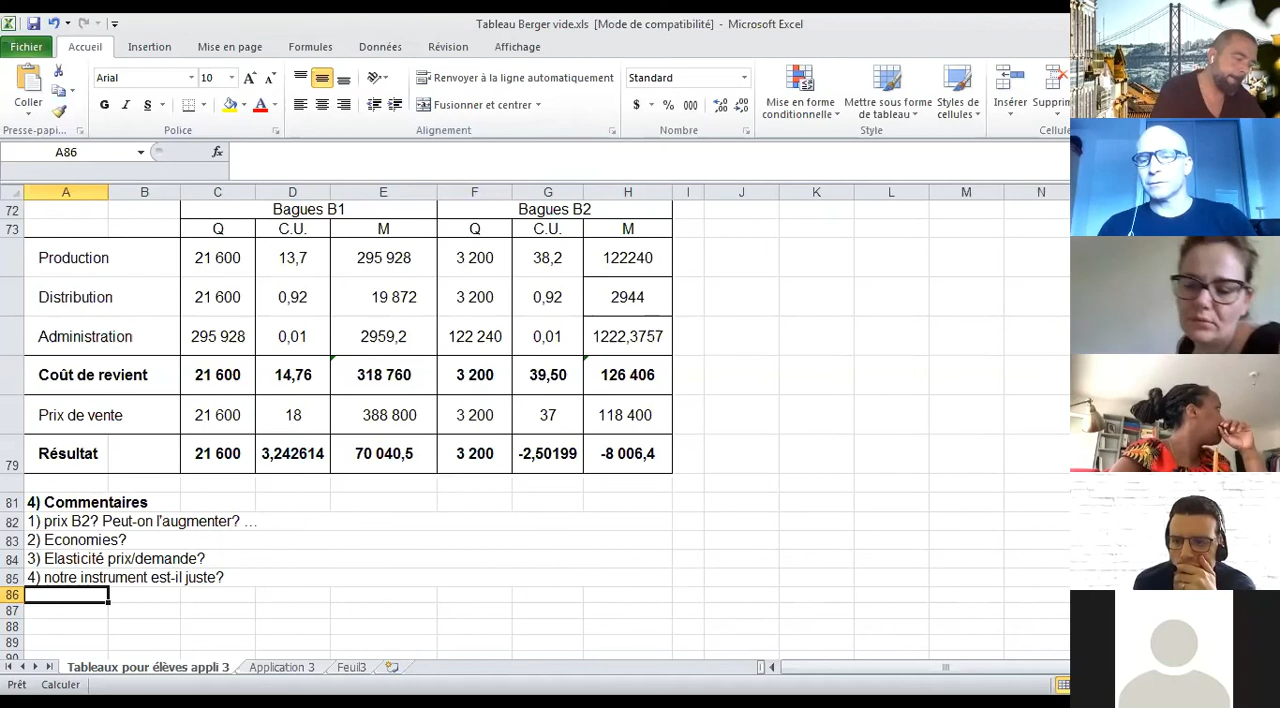 Tableau Berger vide.xls [Mode de compatibilité] - Microsoft Excel
Fichier Accueil Insertion Mise en page Formules Données Révision Affichage
Arial 10 Renvoyer à la ligne automatiquement Standard
Coller G I S Fusionner et centrer $ % 000 Mise en forme conditionnelle Mettre sous forme de tableau Styles de cellules Insérer Supprim
Presse-papi... Police Alignement Nombre Style Cellule
A86 fx
A B C D E F G H I J K L M N
72 Bagues B1 Bagues B2
73 Q C.U. M Q C.U. M
Production 21 600 13,7 295 928 3 200 38,2 122240
Distribution 21 600 0,92 19 872 3 200 0,92 2944
Administration 295 928 0,01 2959,2 122 240 0,01 1222,3757
Coût de revient 21 600 14,76 318 760 3 200 39,50 126 406
Prix de vente 21 600 18 388 800 3 200 37 118 400
79 Résultat 21 600 3,242614 70 040,5 3 200 -2,50199 -8 006,4
81 4) Commentaires
82 1) prix B2? Peut-on l'augmenter? ...
83 2) Economies?
84 3) Elasticité prix/demande?
85 4) notre instrument est-il juste?
86
87
88
89
90
Tableaux pour élèves appli 3 Application 3 Feuil3
Prêt Calculer